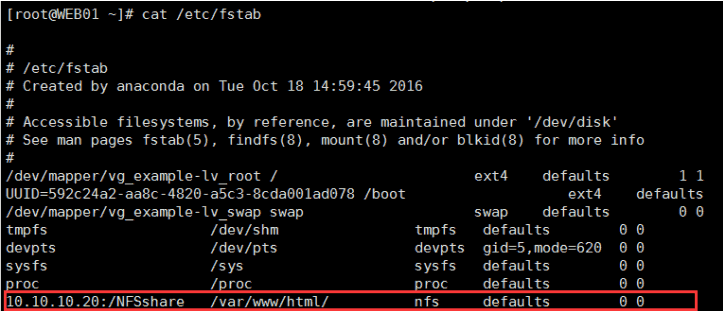 [root@WEB01 ~]# cat /etc/fstab
#
# /etc/fstab
# Created by anaconda on Tue Oct 18 14:59:45 2016
#
# Accessible filesystems, by reference, are maintained under '/dev/disk'
# See man pages fstab(5), findfs(8), mount(8) and/or blkid(8) for more info
#
/dev/mapper/vg_example-lv_root / ext4 defaults 1 1
UUID=592c24a2-aa8c-4820-a5c3-8cda001ad078 /boot ext4 defaults
/dev/mapper/vg_example-lv_swap swap swap defaults 0 0
tmpfs /dev/shm tmpfs defaults 0 0
devpts /dev/pts devpts gid=5,mode=620 0 0
sysfs /sys sysfs defaults 0 0
proc /proc proc defaults 0 0
10.10.10.20:/NFSshare /var/www/html/ nfs defaults 0 0